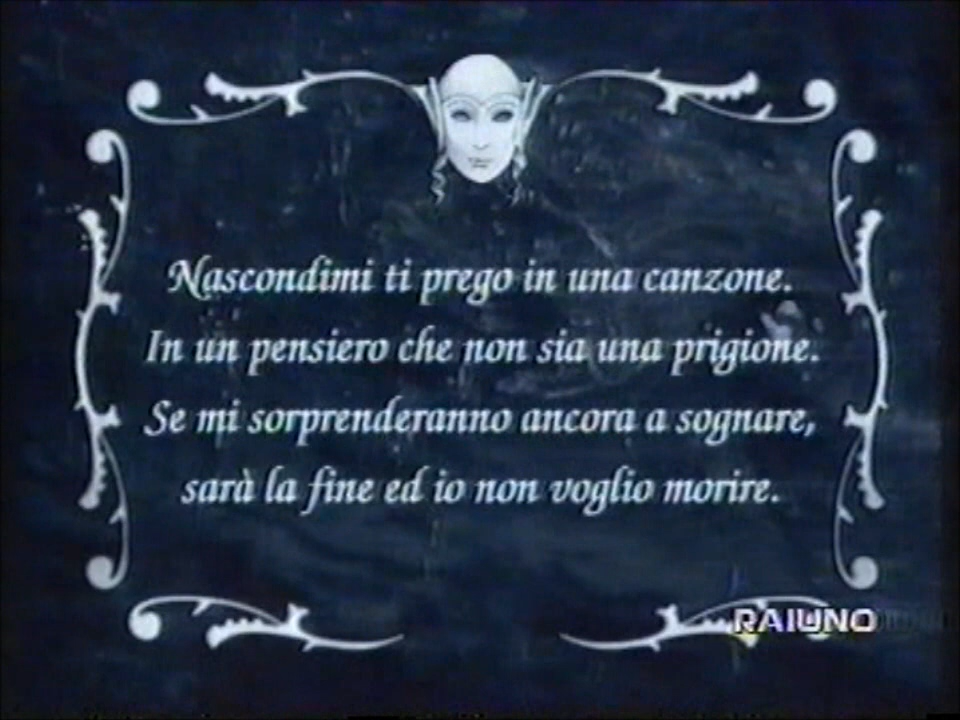 Nascondimi ti prego in una canzone.
In un pensiero che non sia una prigione.
Se mi sorprenderanno ancora a sognare,
sarà la fine ed io non voglio morire.
RAIUNO